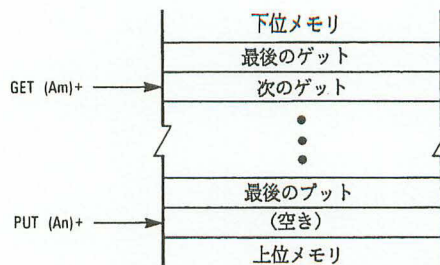 下位メモリ
最後のゲット
GET (Am)+
次のゲット
最後のプット
PUT (An)+
(空き)
上位メモリ